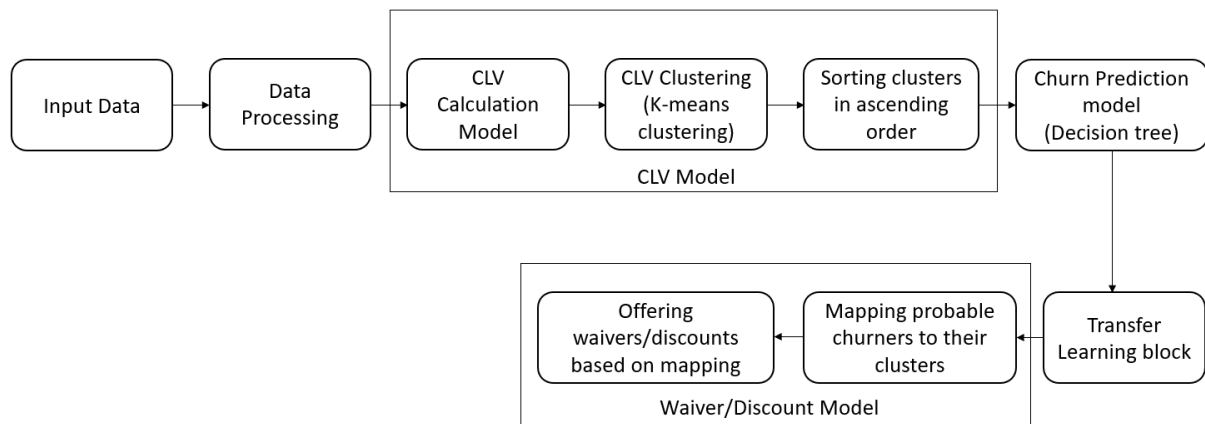 Input Data
Data
Processing
CLV
Calculation
Model
CLV Clustering
(K-means
clustering)
Sorting clusters
in ascending
order
CLV Model
Churn Prediction
model
(Decision tree)
Offering
waivers/discounts
based on mapping
Mapping probable
churners to their
clusters
Waiver/Discount Model
Transfer
Learning block